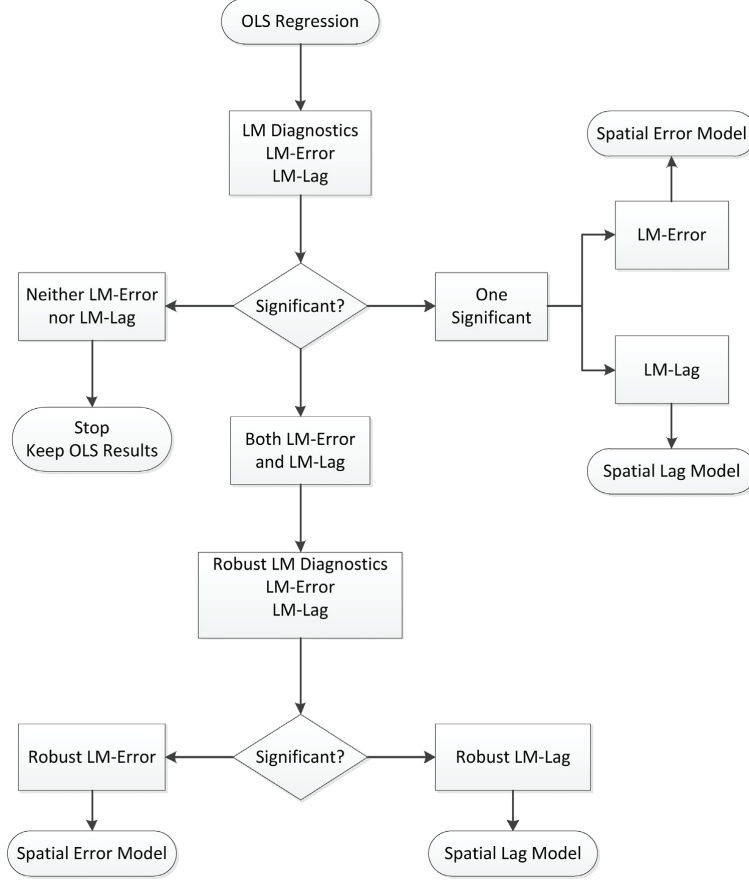 OLS Regression
LM Diagnostics
LM-Error
LM-Lag
Spatial Error Model
LM-Error
Neither LM-Error
nor LM-Lag
Significant?
One
Significant
LM-Lag
Stop
Keep OLS Results
Both LM-Error
and LM-Lag
Spatial Lag Model
Robust LM Diagnostics
LM-Error
LM-Lag
Robust LM-Error
Significant?
Robust LM-Lag
Spatial Error Model
Spatial Lag Model